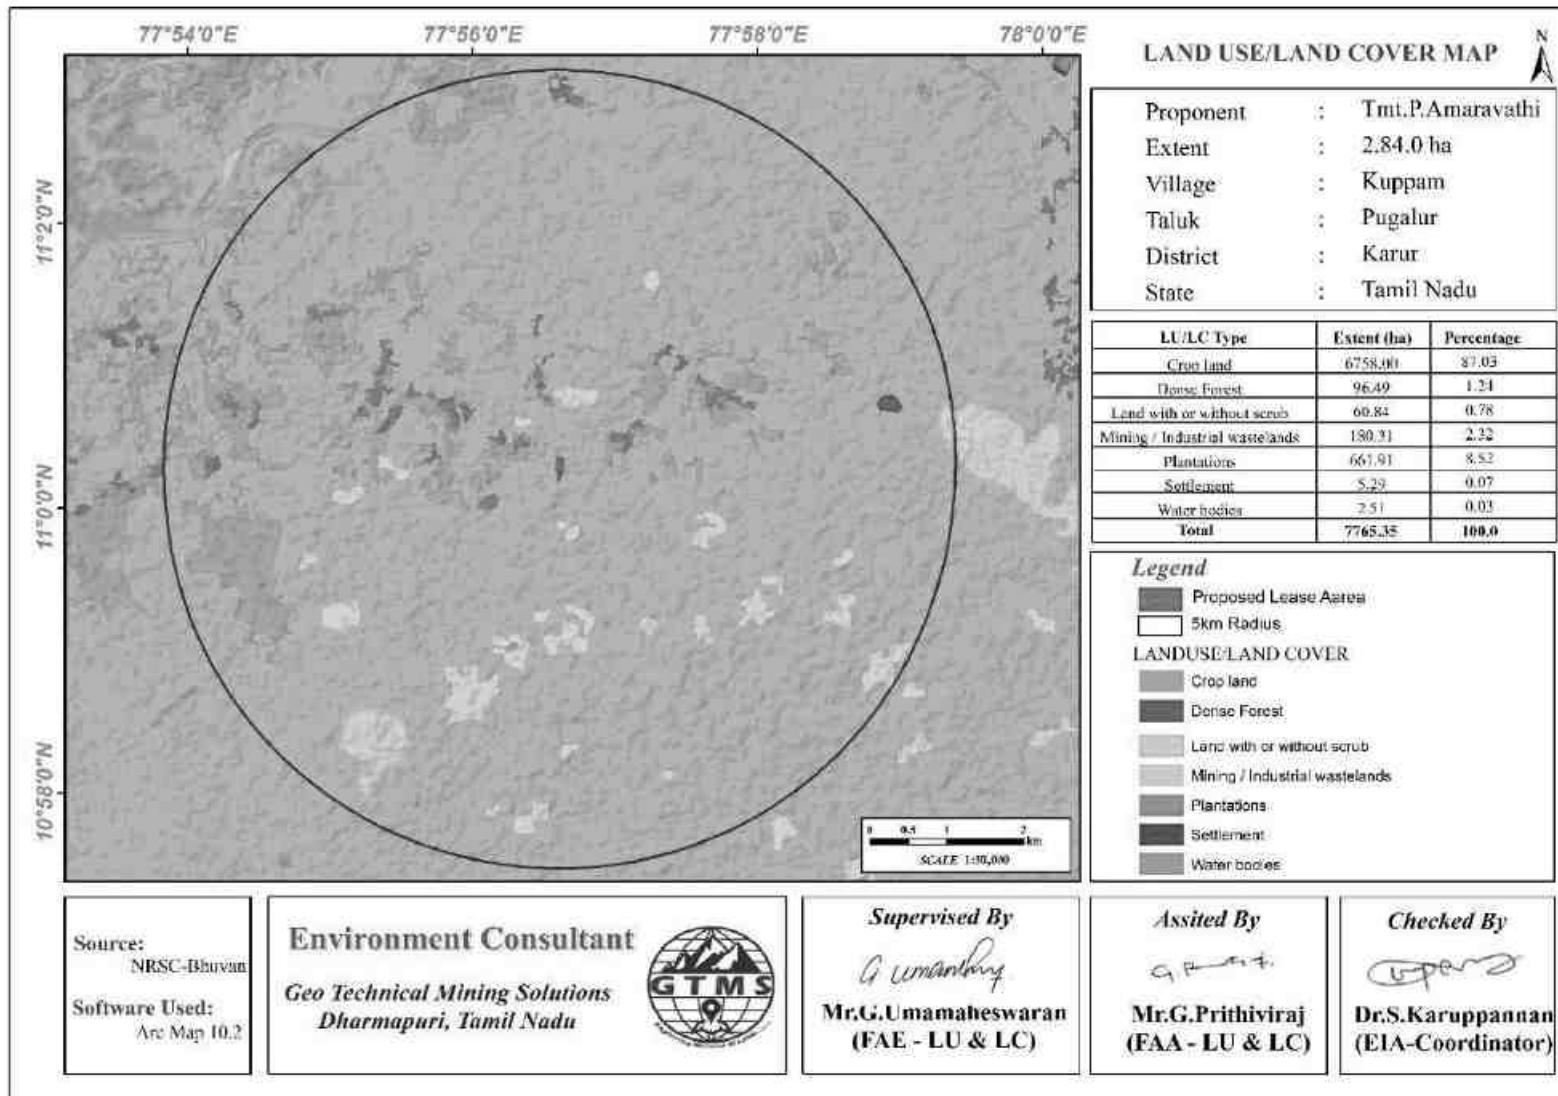 77°54'0"E 77°56'0"E 77°58'0"E 78°0'0"E
11°2'0"N
11°0'0"N
10°58'0"N
0 0.5 1 2
km
SCALE 1:50,000
N
LAND USE/LAND COVER MAP
Proponent : Tmt.P.Amaravathi
Extent : 2.84.0 ha
Village : Kuppam
Taluk : Pugalur
District : Karur
State : Tamil Nadu
LU/LC Type Extent (ha) Percentage
Crop land 6758.00 87.03
Dense Forest 96.49 1.24
Land with or without scrub 60.84 0.78
Mining / Industrial wastelands 180.31 2.32
Plantations 661.91 8.52
Settlement 5.29 0.07
Water bodies 2.51 0.03
Total 7765.35 100.0
Legend
Proposed Lease Aarea
5km Radius
LANDUSE/LAND COVER
Crop land
Dense Forest
Land with or without scrub
Mining / Industrial wastelands
Plantations
Settlement
Water bodies
Source:
NRSC-Bhuvan
Software Used:
Arc Map 10.2
Environment Consultant
Geo Technical Mining Solutions
Dharmapuri, Tamil Nadu
GTMS
Supervised By
Mr.G.Umamaheswaran
(FAE - LU & LC)
Assited By
Mr.G.Prithiviraj
(FAA - LU & LC)
Checked By
Dr.S.Karuppannan
(EIA-Coordinator)